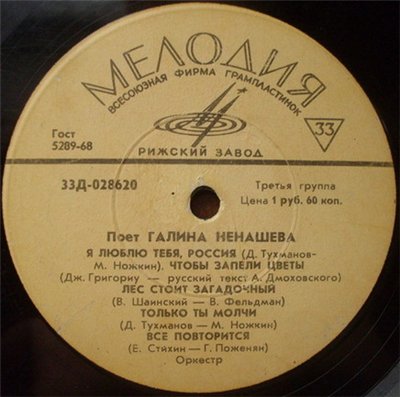 МЕЛОДИЯ
ВСЕСОЮЗНАЯ ФИРМА ГРАМПЛАСТИНОК
Гост
5289-68
33
РИЖСКИЙ ЗАВОД
33Д-028620
Третья группа
Цена 1 руб. 60 коп.
Поет ГАЛИНА НЕНАШЕВА
Я ЛЮБЛЮ ТЕБЯ, РОССИЯ (Д. Тухманов-
М. Ножкин), ЧТОБЫ ЗАПЕЛИ ЦВЕТЫ
(Дж. Григориу — русский текст А. Дмоховского)
ЛЕС СТОИТ ЗАГАДОЧНЫЙ
(В. Шаинский — В. Фельдман)
ТОЛЬКО ТЫ МОЛЧИ
(Д. Тухманов — М. Ножкин)
ВСЕ ПОВТОРИТСЯ
(Е. Стихин — Г. Поженян)
Оркестр